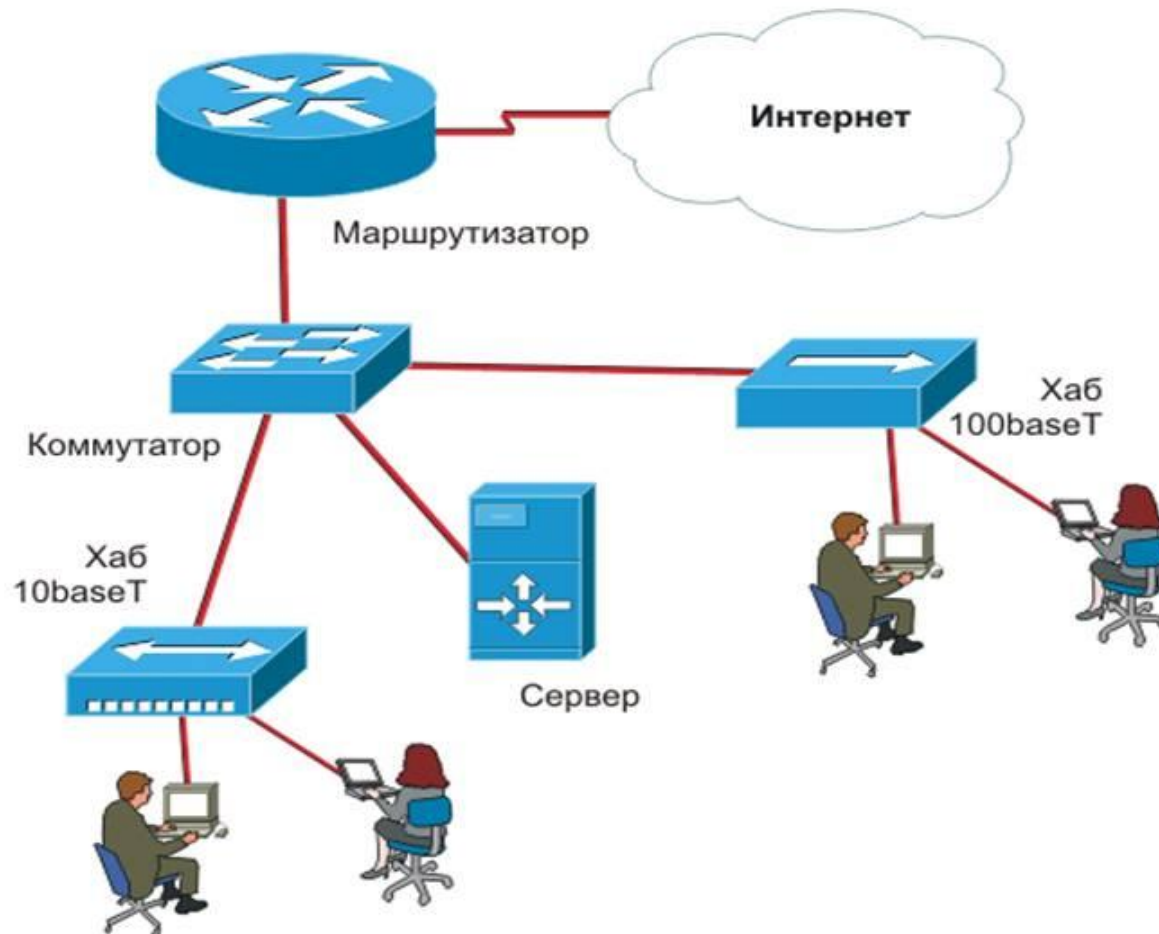 Интернет
Маршрутизатор
Хаб
100baseT
Коммутатор
Хаб
10baseT
Сервер